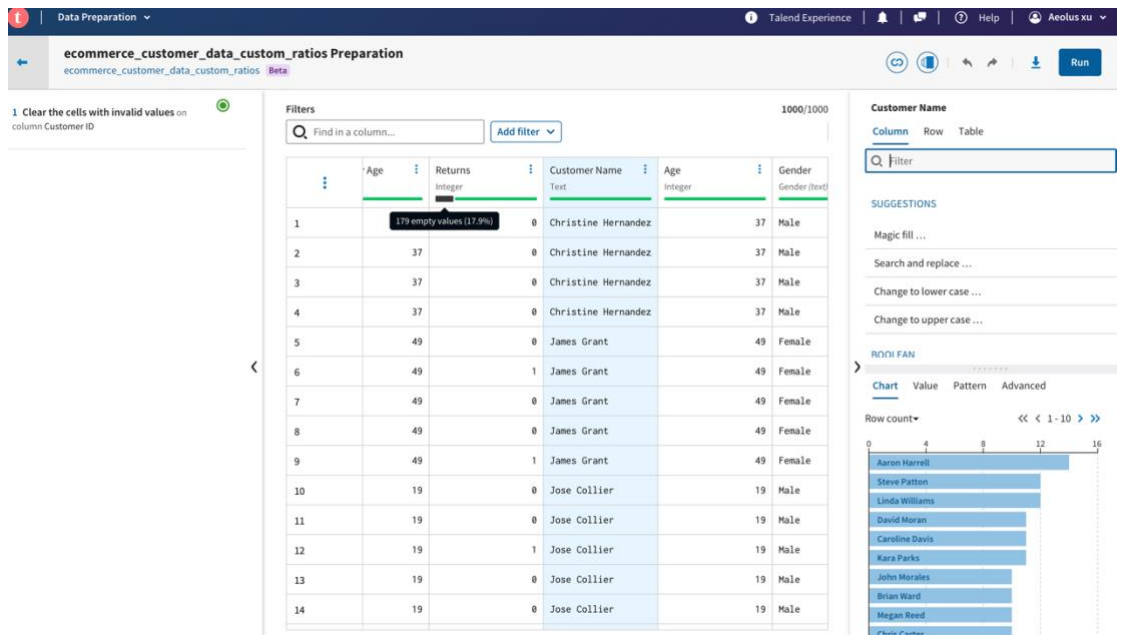 t Data Preparation Talend Experience Help Aeolus xu
ecommerce_customer_data_custom_ratios Preparation
ecommerce_customer_data_custom_ratios Beta
Run
1 Clear the cells with invalid values on
column Customer ID
Filters 1000/1000
Find in a column...
Add filter
Age Returns Customer Name Age Gender
Integer Text Integer Gender (text)
179 empty values (17.9%)
1 0 Christine Hernandez 37 Male
2 37 0 Christine Hernandez 37 Male
3 37 0 Christine Hernandez 37 Male
4 37 0 Christine Hernandez 37 Male
5 49 0 James Grant 49 Female
6 49 1 James Grant 49 Female
7 49 0 James Grant 49 Female
8 49 0 James Grant 49 Female
9 49 1 James Grant 49 Female
10 19 0 Jose Collier 19 Male
11 19 0 Jose Collier 19 Male
12 19 1 Jose Collier 19 Male
13 19 0 Jose Collier 19 Male
14 19 0 Jose Collier 19 Male
Customer Name
Column Row Table
Filter
SUGGESTIONS
Magic fill ...
Search and replace ...
Change to lower case ...
Change to upper case ...
BOOLEAN
Chart Value Pattern Advanced
Row count 1 - 10
0 4 8 12 16
Aaron Harrell
Steve Patton
Linda Williams
David Moran
Caroline Davis
Kara Parks
John Morales
Brian Ward
Megan Reed
Chris Carter